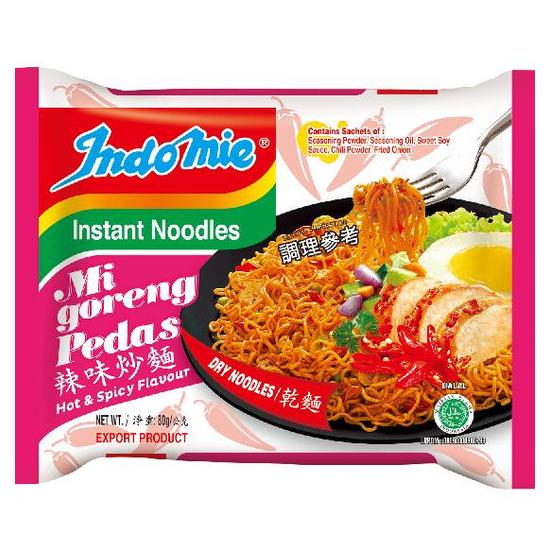 Contains Sachets of :
Seasoning Powder, Seasoning Oil, Sweet Soy
Sauce, Chili Powder, Fried Onion
Indomie®
Instant Noodles
調理參考
Mi
goreng
Pedas
辣味炒麵
Hot & Spicy Flavour
DRY NOODLES/乾麵
NET WT./淨重:80g/公克
EXPORT PRODUCT
HALAL